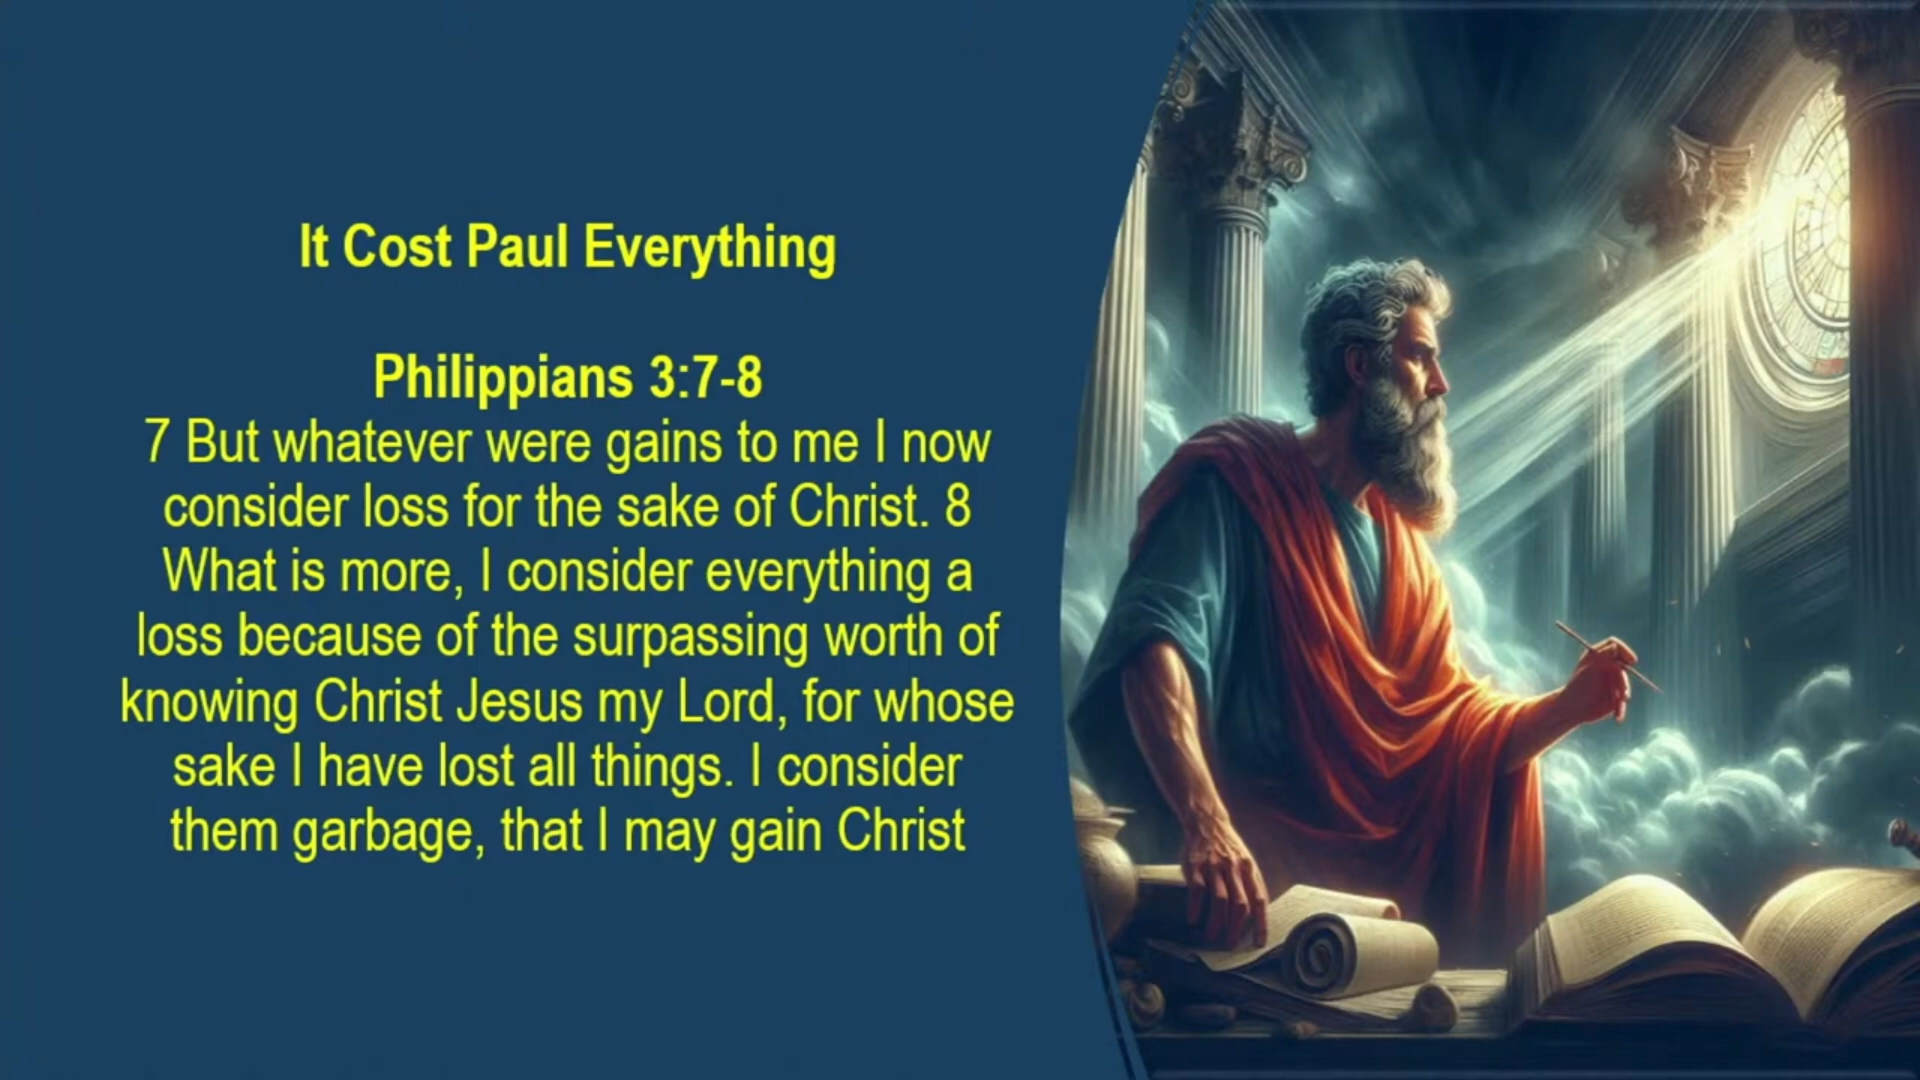 It Cost Paul Everything
Philippians 3:7-8
7 But whatever were gains to me I now
consider loss for the sake of Christ. 8
What is more, I consider everything a
loss because of the surpassing worth of
knowing Christ Jesus my Lord, for whose
sake I have lost all things. I consider
them garbage, that I may gain Christ